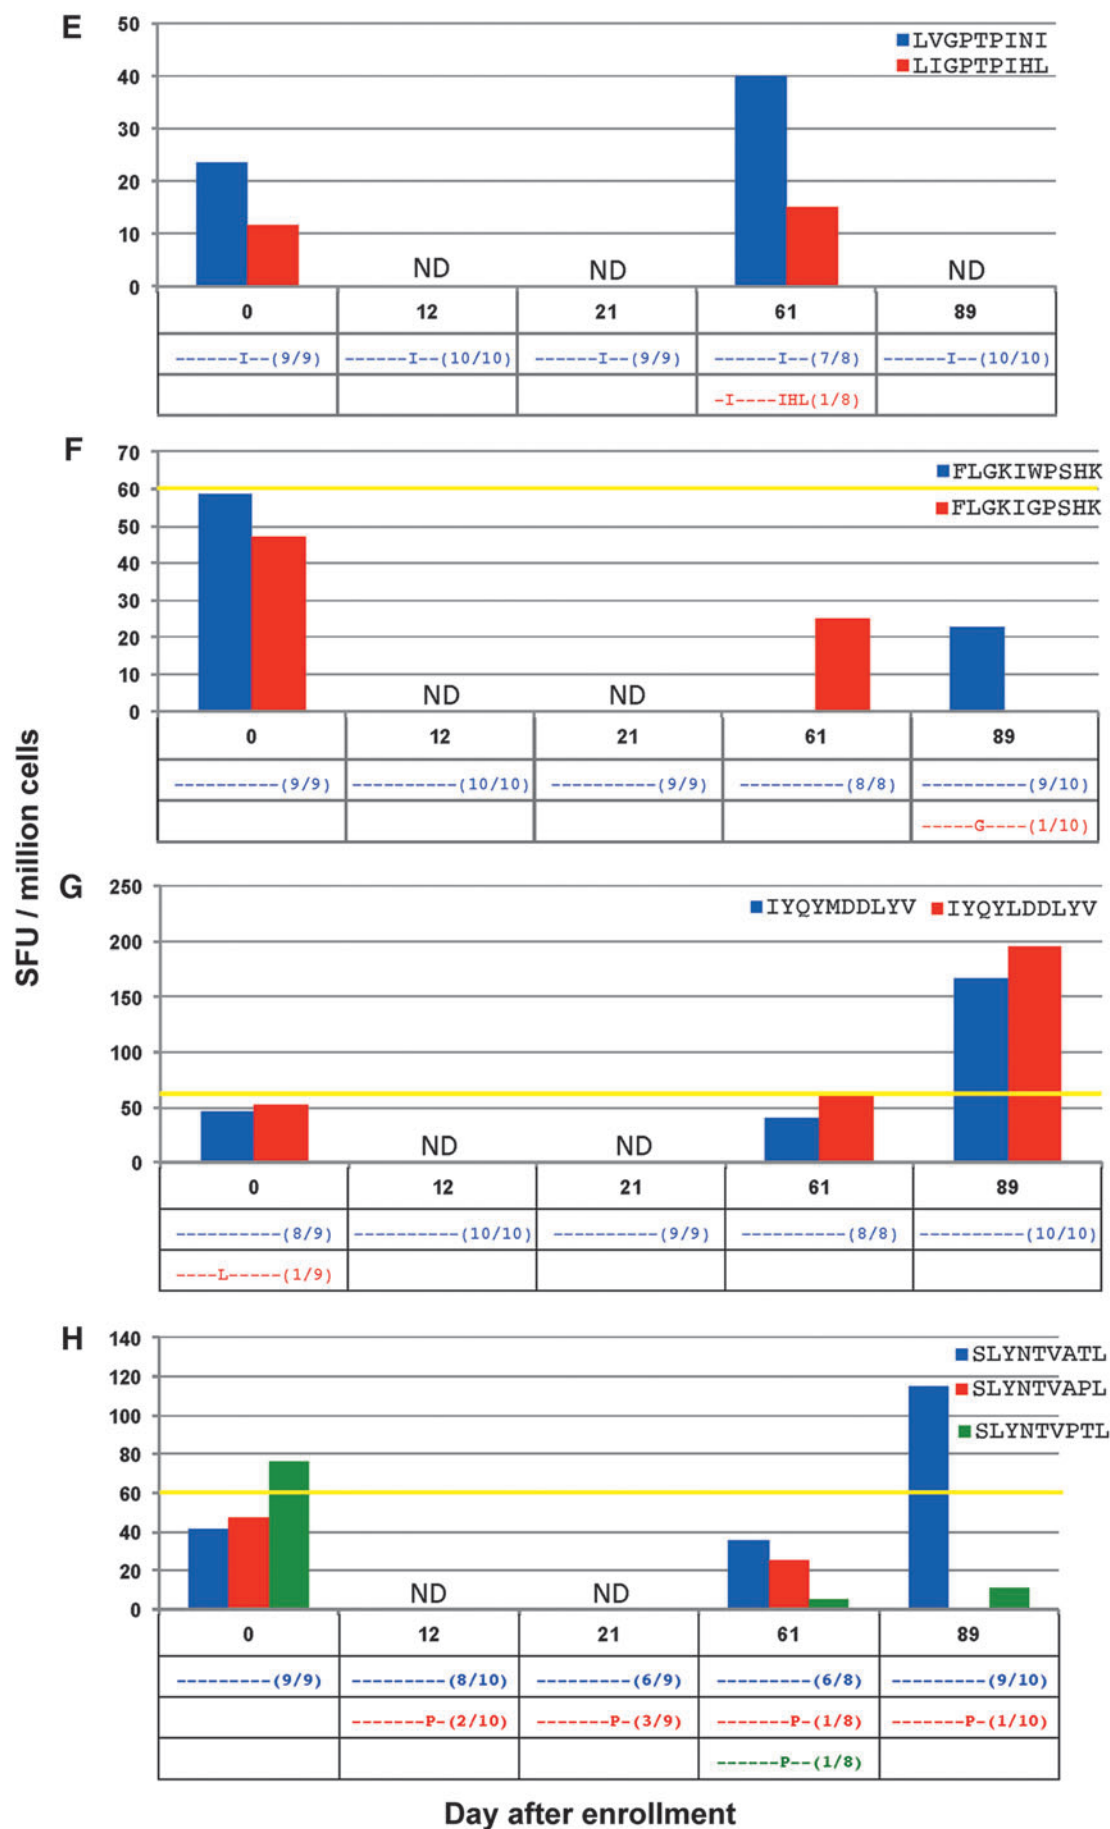 SFU / million cells
E
50
40
30
20
10
0
LVGPTPINI
LIGPTPIHL
ND ND ND
0 12 21 61 89
------I--(9/9) ------I--(10/10) ------I--(9/9) ------I--(7/8) ------I--(10/10)
-I----IHL(1/8)
F
70
60
50
40
30
20
10
0
FLGKIWPSHK
FLGKIGPSHK
ND ND
0 12 21 61 89
----------(9/9) ----------(10/10) ----------(9/9) ----------(8/8) ----------(9/10)
-----G----(1/10)
G
250
200
150
100
50
0
IYQYMDDLYV IYQYLDDLYV
ND ND
0 12 21 61 89
----------(8/9) ----------(10/10) ----------(9/9) ----------(8/8) ----------(10/10)
----L-----(1/9)
H
140
120
100
80
60
40
20
0
SLYNTVATL
SLYNTVAPL
SLYNTVPTL
ND ND
0 12 21 61 89
---------(9/9) ---------(8/10) ---------(6/9) ---------(6/8) ---------(9/10)
-------P-(2/10) -------P-(3/9) -------P-(1/8) -------P-(1/10)
------P--(1/8)
Day after enrollment